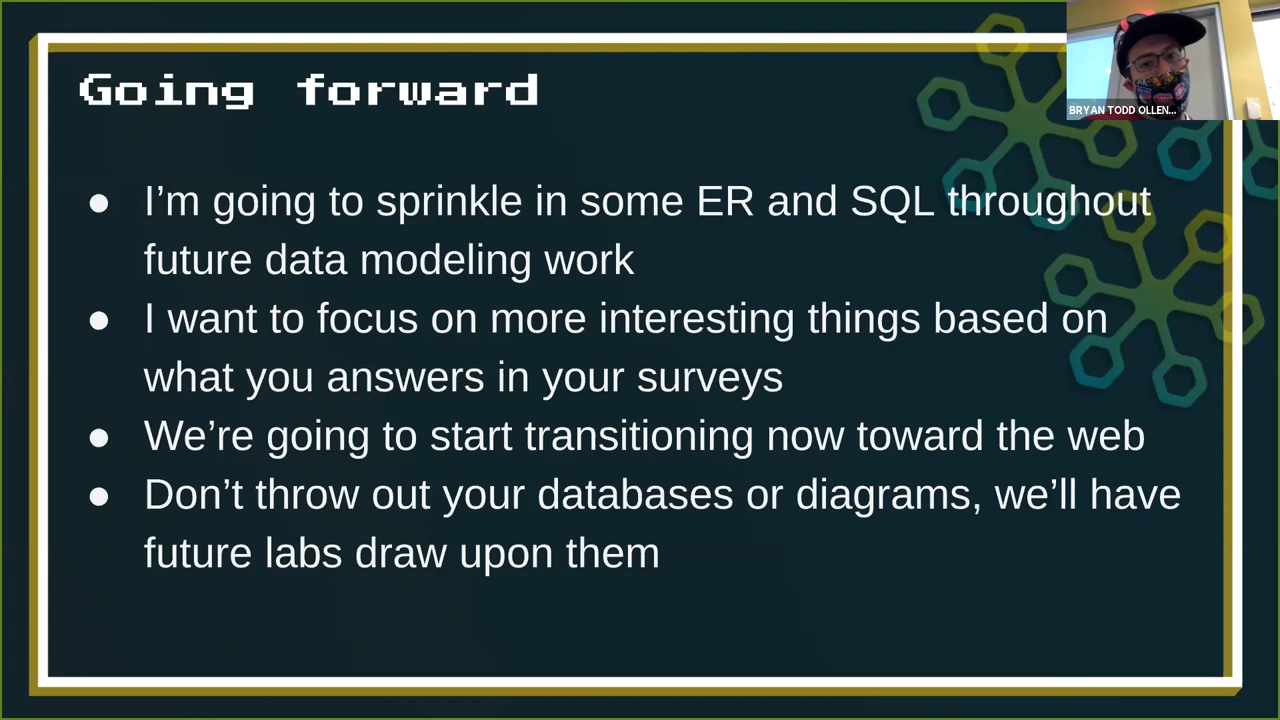 Going forward
BRYAN TODD OLLEN...
● I’m going to sprinkle in some ER and SQL throughout
future data modeling work
● I want to focus on more interesting things based on
what you answers in your surveys
● We’re going to start transitioning now toward the web
● Don’t throw out your databases or diagrams, we’ll have
future labs draw upon them